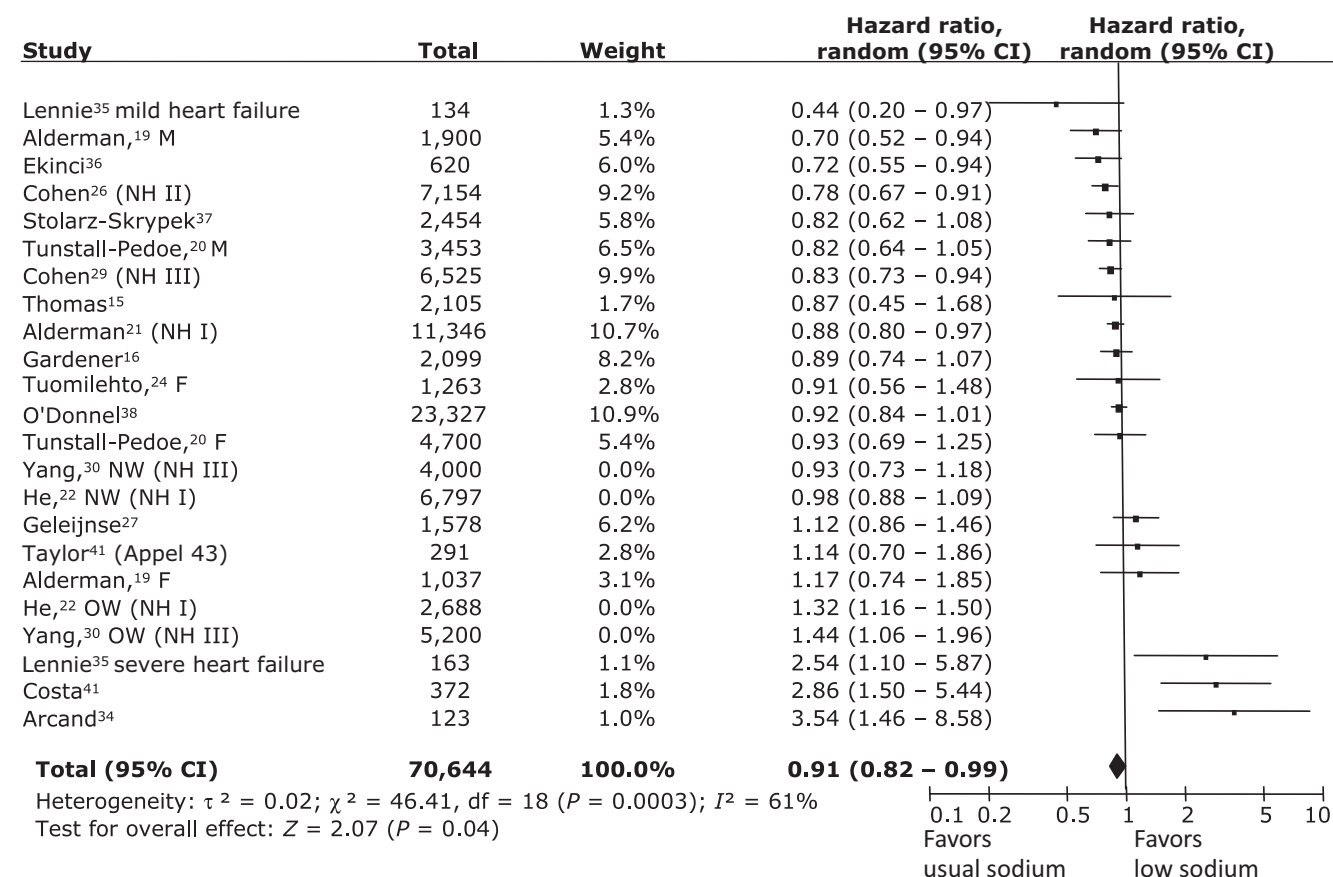 Study Total Weight Hazard ratio, random (95% CI) Hazard ratio, random (95% CI)
Lennie³⁵ mild heart failure 134 1.3% 0.44 (0.20 – 0.97)
Alderman,¹⁹ M 1,900 5.4% 0.70 (0.52 – 0.94)
Ekinci³⁶ 620 6.0% 0.72 (0.55 – 0.94)
Cohen²⁶ (NH II) 7,154 9.2% 0.78 (0.67 – 0.91)
Stolarz-Skrypek³⁷ 2,454 5.8% 0.82 (0.62 – 1.08)
Tunstall-Pedoe,²⁰ M 3,453 6.5% 0.82 (0.64 – 1.05)
Cohen²⁹ (NH III) 6,525 9.9% 0.83 (0.73 – 0.94)
Thomas¹⁵ 2,105 1.7% 0.87 (0.45 – 1.68)
Alderman²¹ (NH I) 11,346 10.7% 0.88 (0.80 – 0.97)
Gardener¹⁶ 2,099 8.2% 0.89 (0.74 – 1.07)
Tuomilehto,²⁴ F 1,263 2.8% 0.91 (0.56 – 1.48)
O'Donnel³⁸ 23,327 10.9% 0.92 (0.84 – 1.01)
Tunstall-Pedoe,²⁰ F 4,700 5.4% 0.93 (0.69 – 1.25)
Yang,³⁰ NW (NH III) 4,000 0.0% 0.93 (0.73 – 1.18)
He,²² NW (NH I) 6,797 0.0% 0.98 (0.88 – 1.09)
Geleijnse²⁷ 1,578 6.2% 1.12 (0.86 – 1.46)
Taylor⁴¹ (Appel 43) 291 2.8% 1.14 (0.70 – 1.86)
Alderman,¹⁹ F 1,037 3.1% 1.17 (0.74 – 1.85)
He,²² OW (NH I) 2,688 0.0% 1.32 (1.16 – 1.50)
Yang,³⁰ OW (NH III) 5,200 0.0% 1.44 (1.06 – 1.96)
Lennie³⁵ severe heart failure 163 1.1% 2.54 (1.10 – 5.87)
Costa⁴¹ 372 1.8% 2.86 (1.50 – 5.44)
Arcand³⁴ 123 1.0% 3.54 (1.46 – 8.58)
Total (95% CI) 70,644 100.0% 0.91 (0.82 – 0.99)
Heterogeneity: τ² = 0.02; χ² = 46.41, df = 18 (P = 0.0003); I² = 61%
Test for overall effect: Z = 2.07 (P = 0.04)
0.1 0.2 0.5 1 2 5 10
Favors usual sodium
Favors low sodium